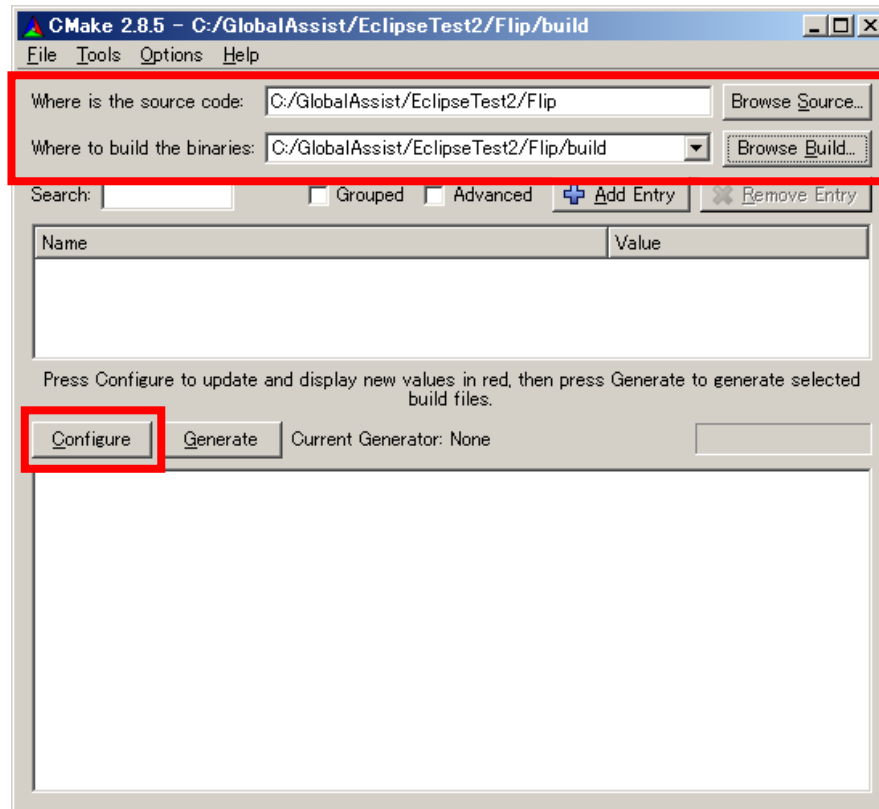 CMake 2.8.5 - C:/GlobalAssist/EclipseTest2/Flip/build
File Tools Options Help
Where is the source code: C:/GlobalAssist/EclipseTest2/Flip Browse Source...
Where to build the binaries: C:/GlobalAssist/EclipseTest2/Flip/build Browse Build...
Search: Grouped Advanced Add Entry Remove Entry
Name Value
Press Configure to update and display new values in red, then press Generate to generate selected
build files.
Configure Generate Current Generator: None